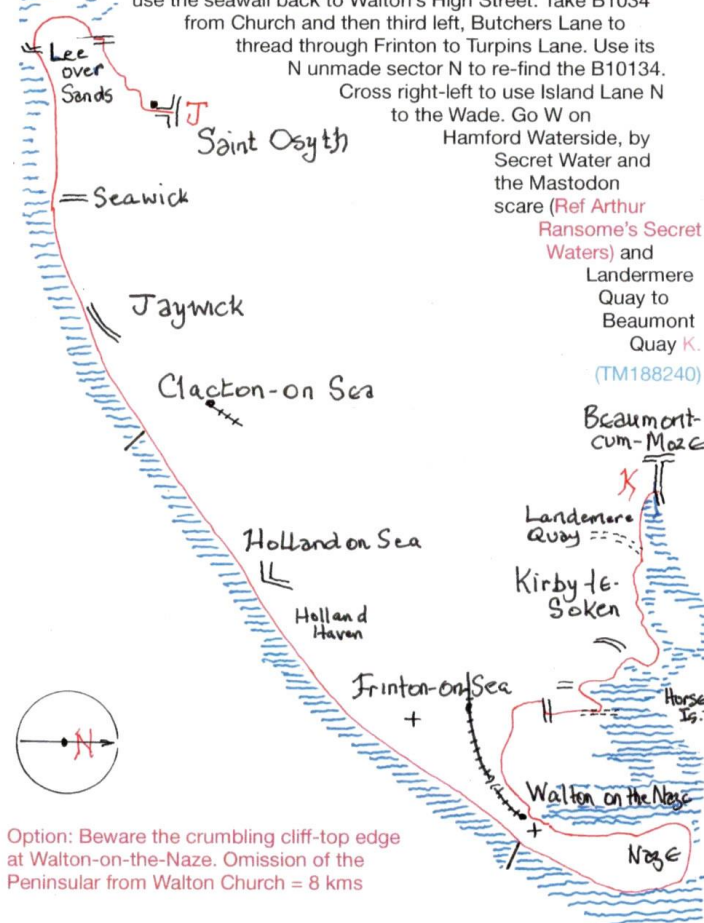 use the seawall back to Walton's High Street. Take B1034
from Church and then third left, Butchers Lane to
thread through Frinton to Turpins Lane. Use its
N unmade sector N to re-find the B10134.
Cross right-left to use Island Lane N
to the Wade. Go W on
Hamford Waterside, by
Secret Water and
the Mastodon
scare (Ref Arthur
Ransome's Secret
Waters) and
Landermere
Quay to
Beaumont
Quay K.
(TM188240)
Lee
over
Sands
J
Saint Osyth
Seawick
Jaywick
Clacton-on Sea
Beaumont-
cum-Moze
K
Landemere
Quay
Holland on Sea
Kirby-le-
Soken
Holland
Haven
Frinton-on Sea
Horse
Is.
N
Walton on the Naze
Naze
Option: Beware the crumbling cliff-top edge
at Walton-on-the-Naze. Omission of the
Peninsular from Walton Church = 8 kms